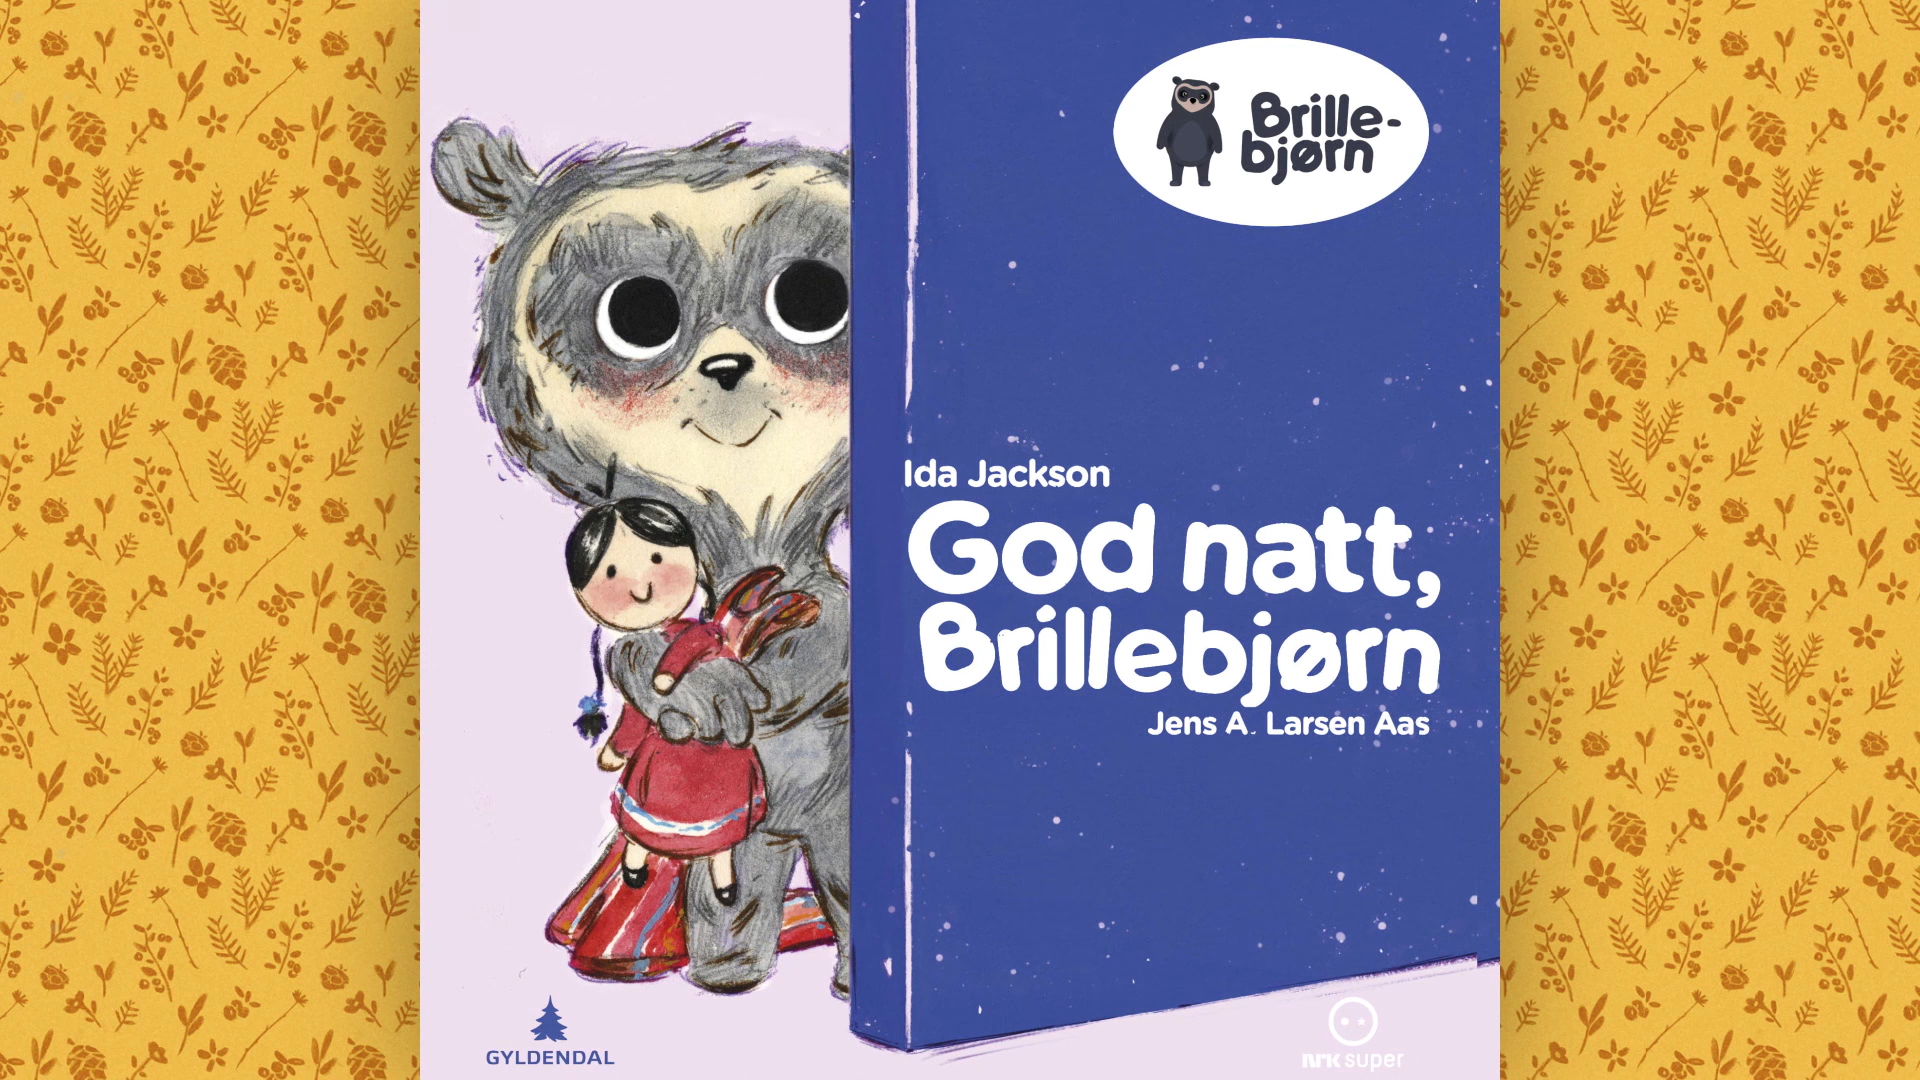 Brille-
bjørn
Ida Jackson
God natt,
Brillebjørn
Jens A. Larsen Aas
GYLDENDAL
nrk super